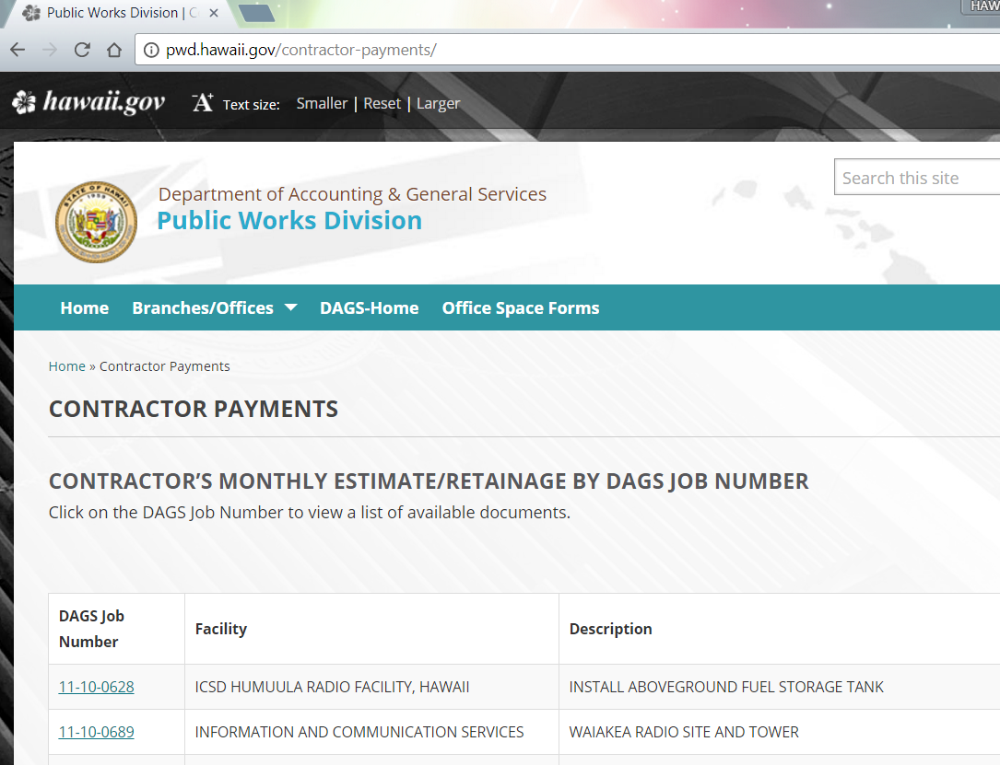 Public Works Division | C
HAW
pwd.hawaii.gov/contractor-payments/
hawaii.gov A+ Text size: Smaller | Reset | Larger
Search this site
STATE OF HAWAII
1959
Department of Accounting & General Services
Public Works Division
Home Branches/Offices DAGS-Home Office Space Forms
Home » Contractor Payments
CONTRACTOR PAYMENTS
CONTRACTOR’S MONTHLY ESTIMATE/RETAINAGE BY DAGS JOB NUMBER
Click on the DAGS Job Number to view a list of available documents.
DAGS Job
Number
Facility
Description
11-10-0628 ICSD HUMUULA RADIO FACILITY, HAWAII INSTALL ABOVEGROUND FUEL STORAGE TANK
11-10-0689 INFORMATION AND COMMUNICATION SERVICES WAIAKEA RADIO SITE AND TOWER